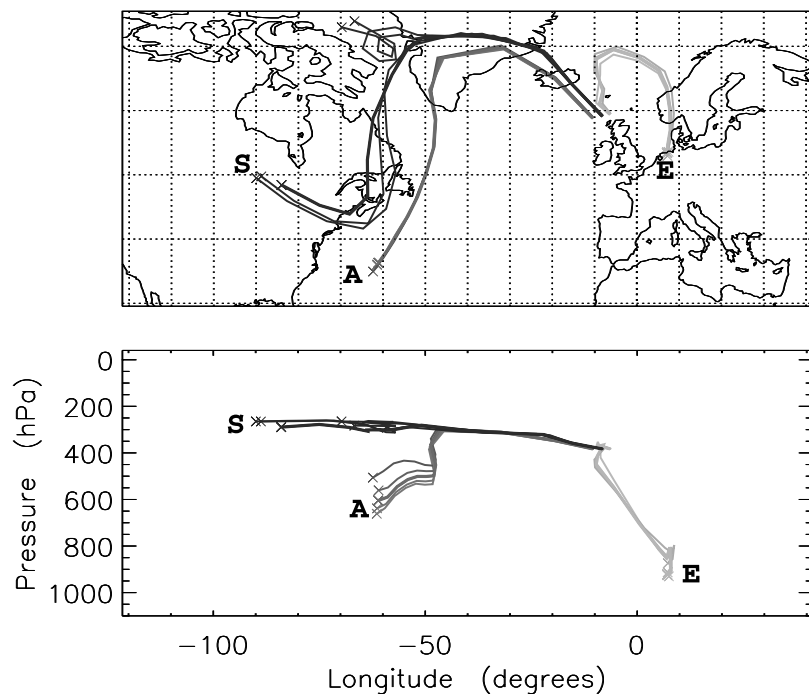 S
E
A
0
200
400
600
800
1000
Pressure (hPa)
S
A
E
−100
−50
0
Longitude (degrees)